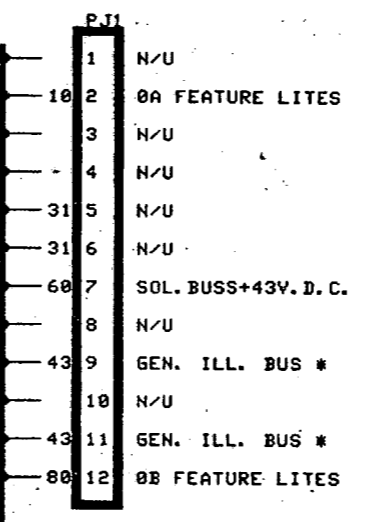 PJ1
1 N/U
10 2 0A FEATURE LITES
3 N/U
4 N/U
31 5 N/U
31 6 N/U
60 7 SOL.BUSS+43V.D.C.
8 N/U
43 9 GEN. ILL. BUS *
10 N/U
43 11 GEN. ILL. BUS *
80 12 0B FEATURE LITES